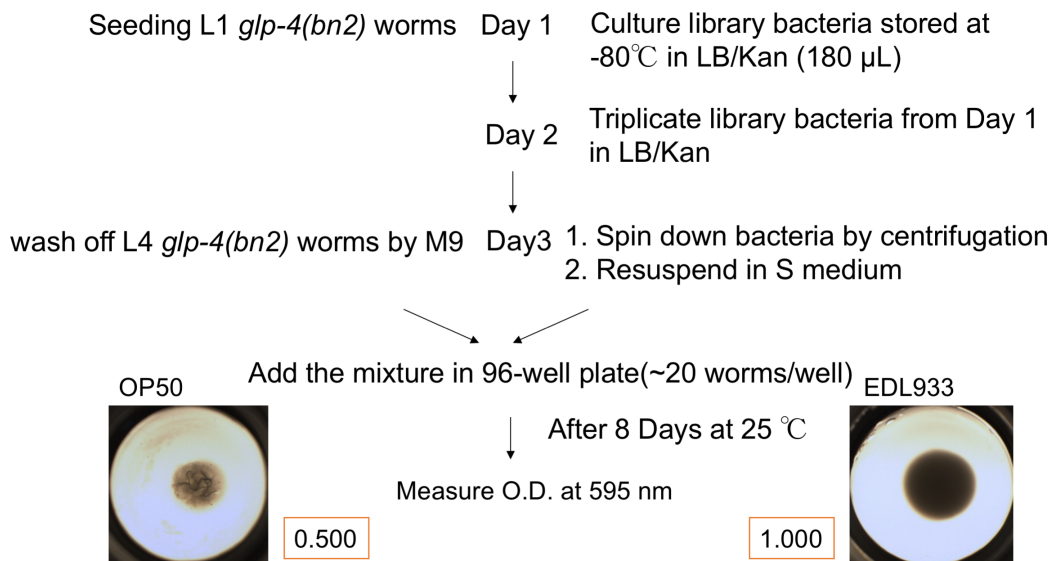 Seeding L1 glp-4(bn2) worms
Day 1
Culture library bacteria stored at
-80℃ in LB/Kan (180 µL)
Day 2
Triplicate library bacteria from Day 1
in LB/Kan
wash off L4 glp-4(bn2) worms by M9
Day3
1. Spin down bacteria by centrifugation
2. Resuspend in S medium
Add the mixture in 96-well plate(~20 worms/well)
OP50
EDL933
After 8 Days at 25 ℃
Measure O.D. at 595 nm
0.500
1.000